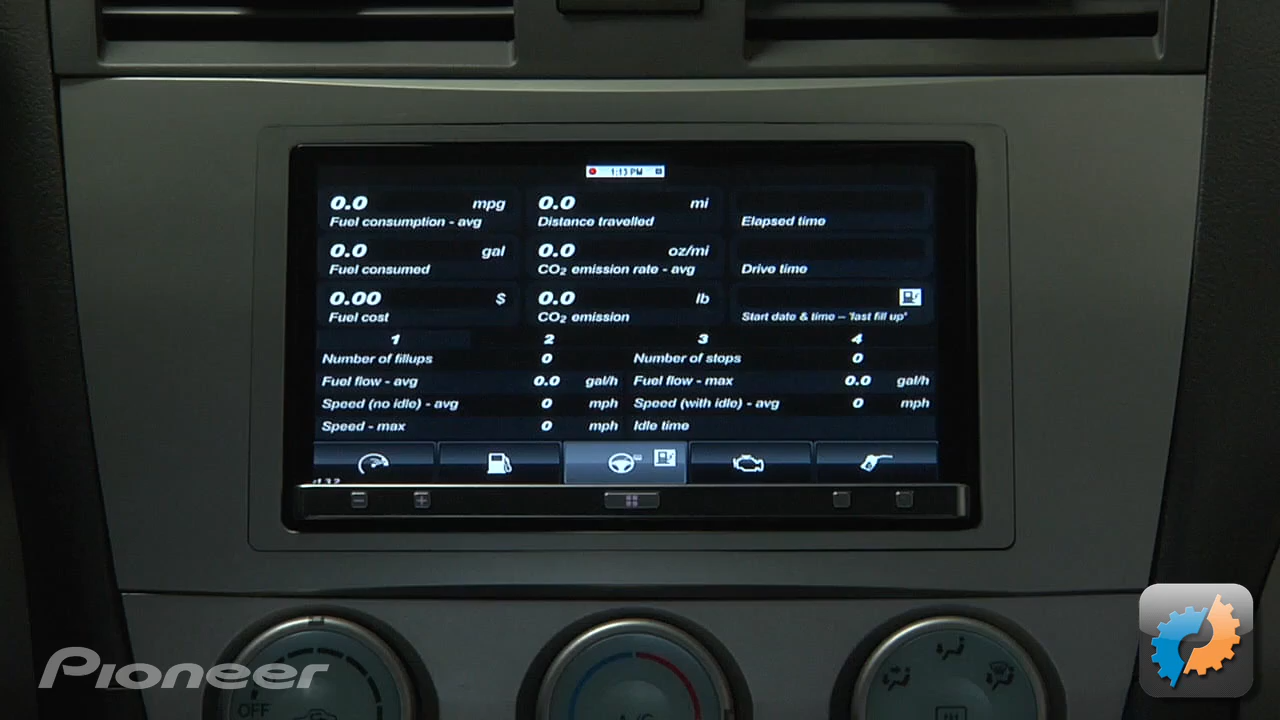 1:13 PM
0.0 mpg 0.0 mi
Fuel consumption - avg Distance travelled Elapsed time
0.0 gal 0.0 oz/mi
Fuel consumed CO₂ emission rate - avg Drive time
0.00 $ 0.0 lb
Fuel cost CO₂ emission Start date & time – 'last fill up'
1 2 3 4
Number of fillups 0 Number of stops 0
Fuel flow - avg 0.0 gal/h Fuel flow - max 0.0 gal/h
Speed (no idle) - avg 0 mph Speed (with idle) - avg 0 mph
Speed - max 0 mph Idle time
Pioneer
OFF
A/C